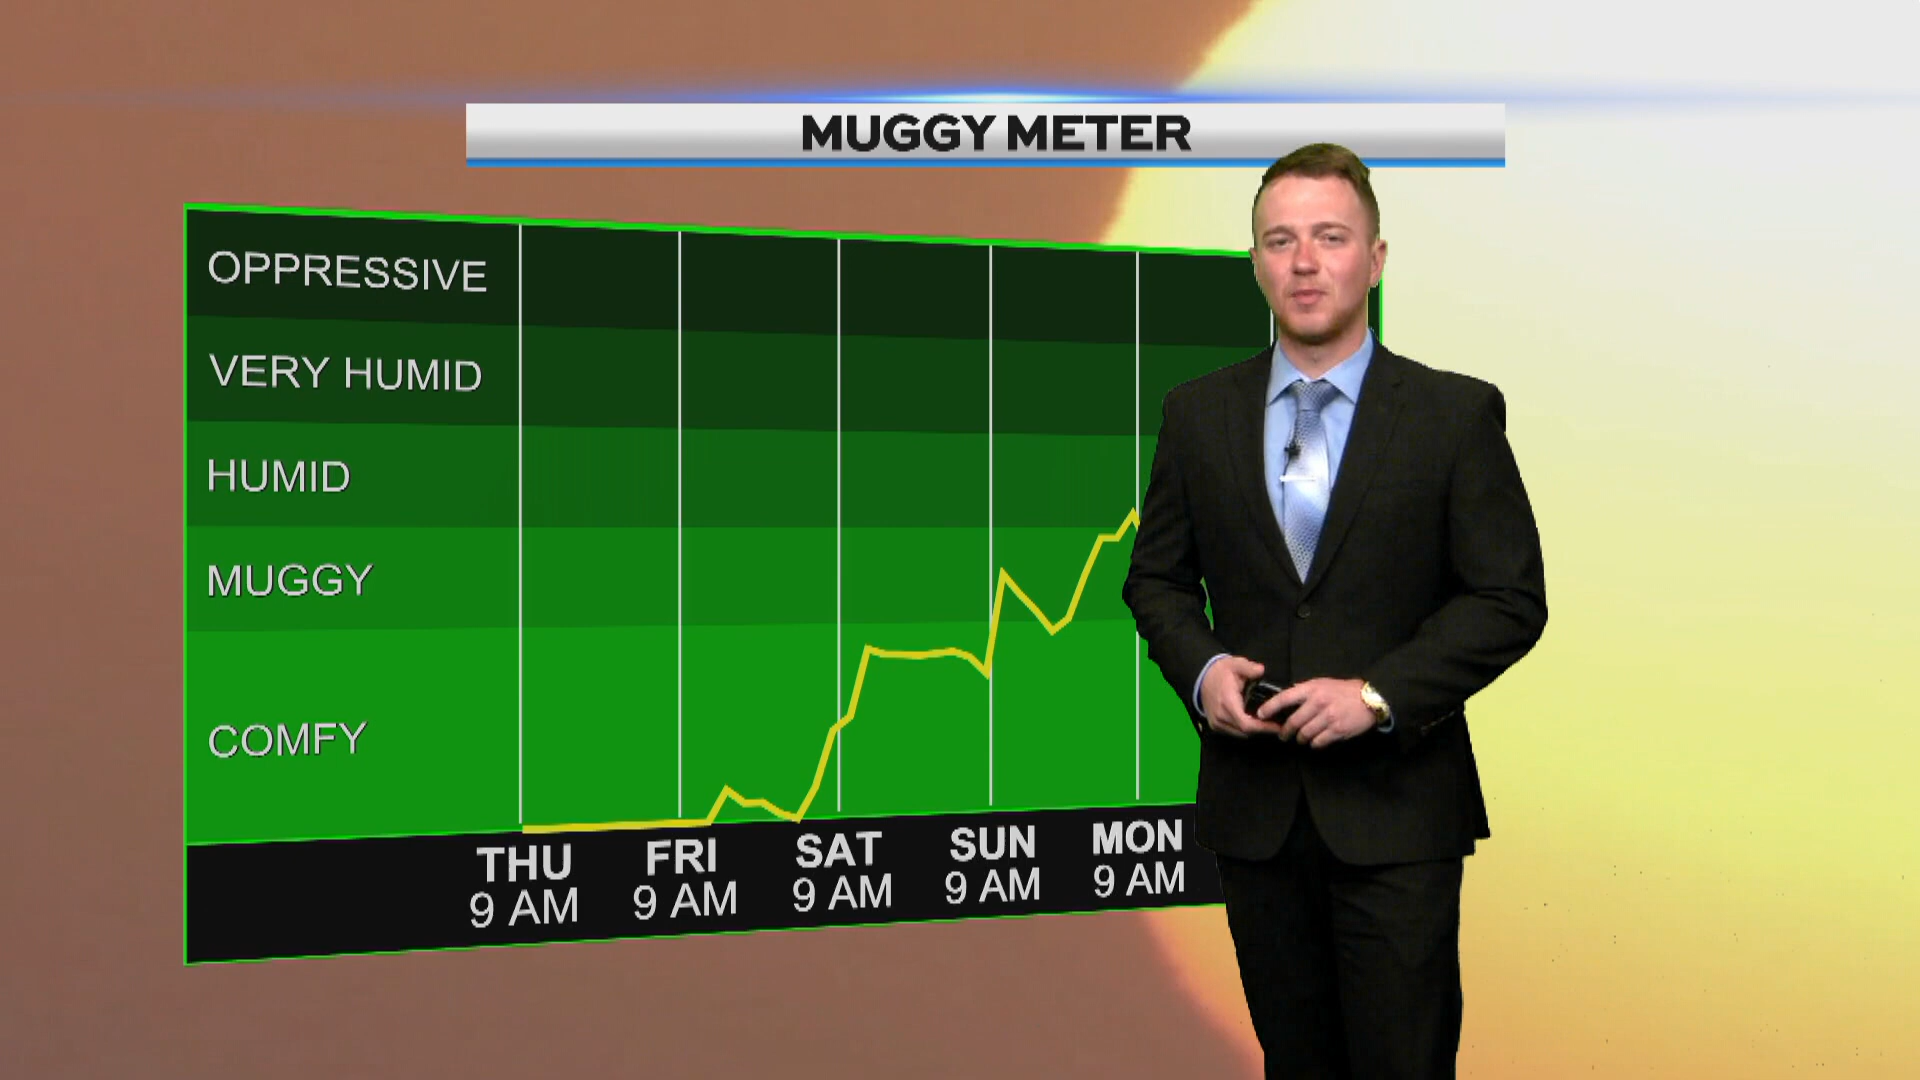 MUGGY METER
OPPRESSIVE
VERY HUMID
HUMID
MUGGY
COMFY
THU FRI SAT SUN MON
9 AM 9 AM 9 AM 9 AM 9 AM